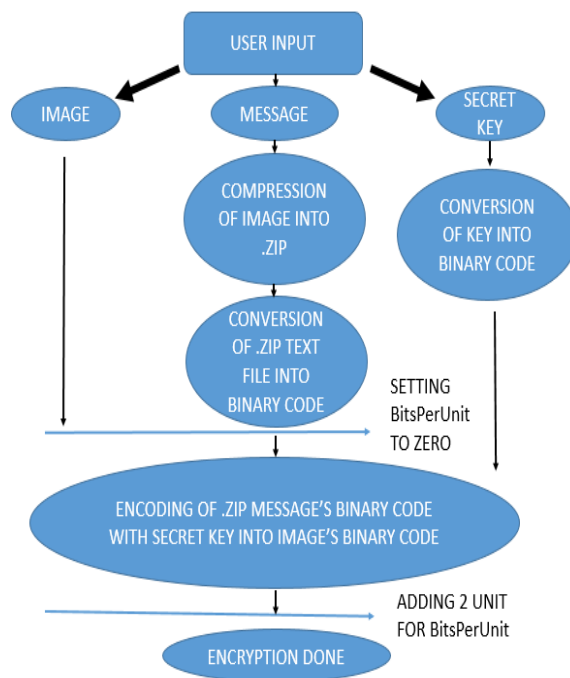 USER INPUT
IMAGE
MESSAGE
SECRET
KEY
COMPRESSION
OF IMAGE INTO
.ZIP
CONVERSION
OF KEY INTO
BINARY CODE
CONVERSION
OF .ZIP TEXT
FILE INTO
BINARY CODE
SETTING
BitsPerUnit
TO ZERO
ENCODING OF .ZIP MESSAGE'S BINARY CODE
WITH SECRET KEY INTO IMAGE'S BINARY CODE
ADDING 2 UNIT
FOR BitsPerUnit
ENCRYPTION DONE